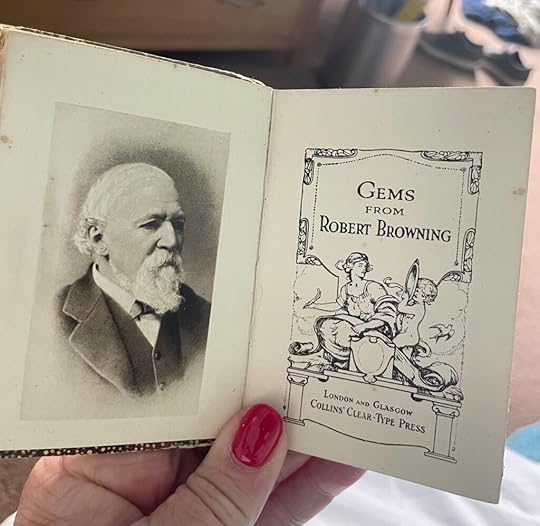 GEMS
FROM
ROBERT BROWNING
LONDON AND GLASGOW
COLLINS' CLEAR-TYPE PRESS